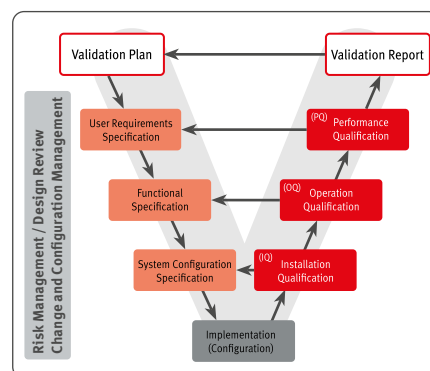 Validation Plan
Validation Report
User Requirements
Specification
(PQ) Performance
Qualification
Functional
Specification
(OQ) Operation
Qualification
System Configuration
Specification
(IQ) Installation
Qualification
Implementation
(Configuration)
Risk Management / Design Review
Change and Configuration Management